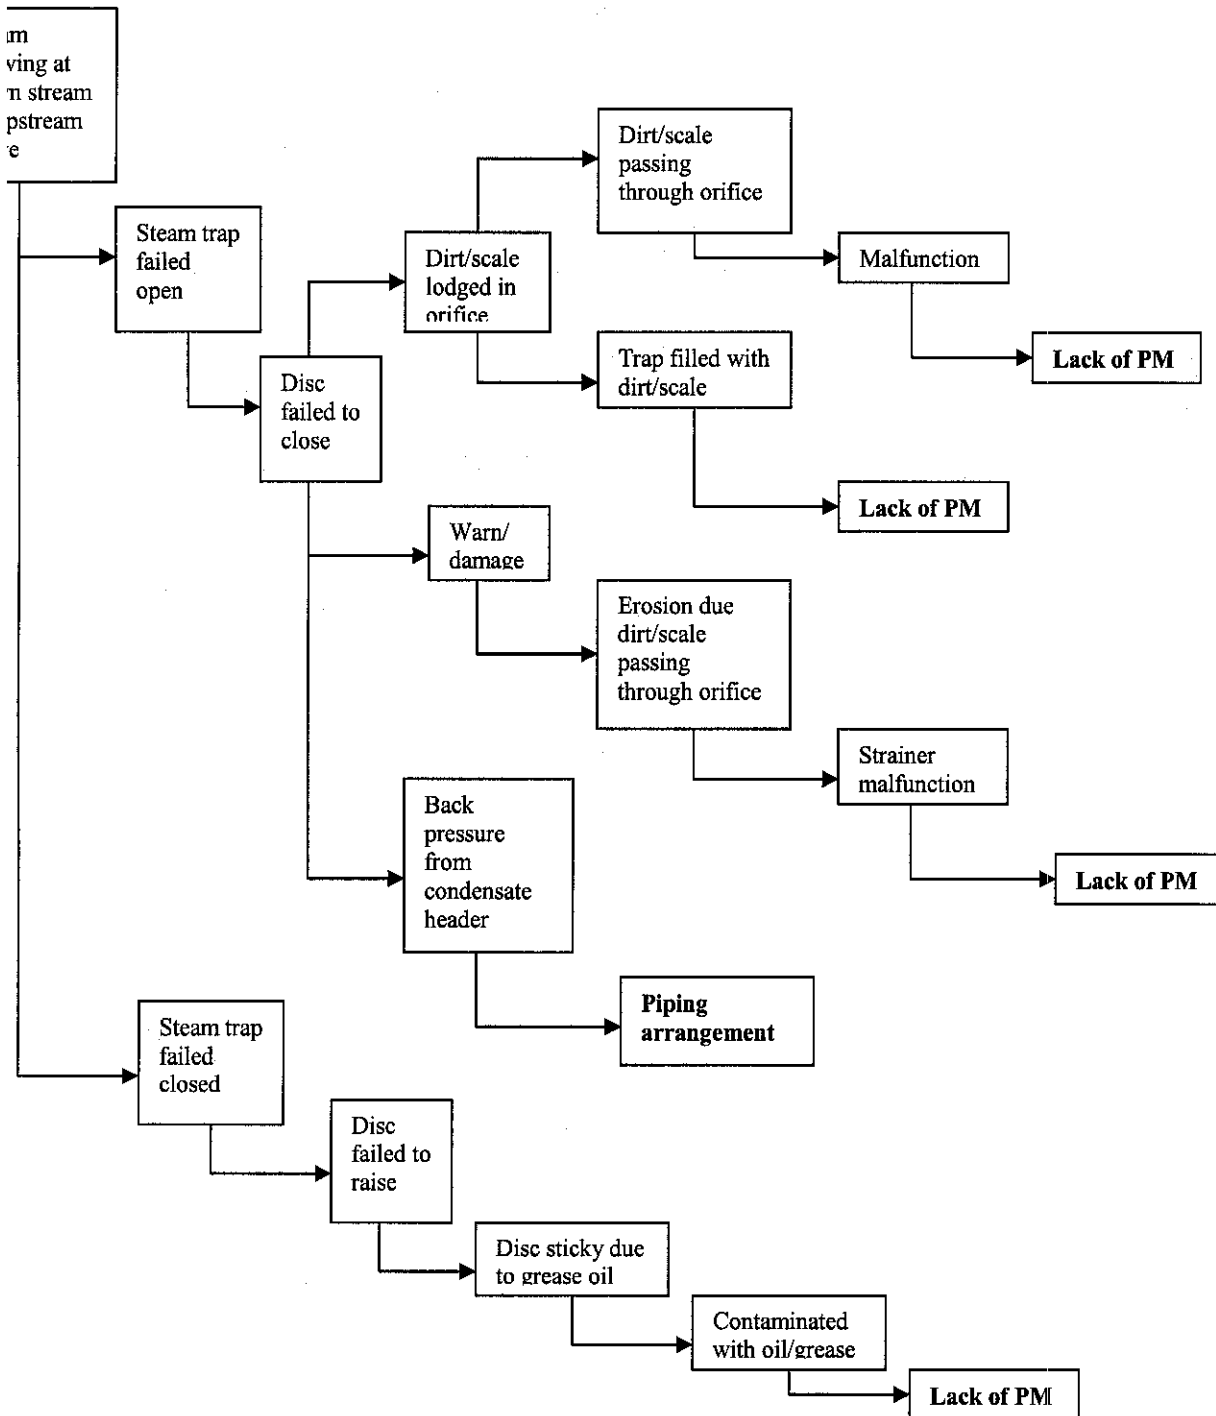 ving at
stream
pstream
Steam trap
failed
open
Disc
failed to
close
Dirt/scale
lodged in
orifice
Dirt/scale
passing
through orifice
Malfunction
Lack of PM
Trap filled with
dirt/scale
Lack of PM
Warn/
damage
Erosion due
dirt/scale
passing
through orifice
Strainer
malfunction
Lack of PM
Back
pressure
from
condensate
header
Piping
arrangement
Steam trap
failed
closed
Disc
failed to
raise
Disc sticky due
to grease oil
Contaminated
with oil/grease
Lack of PM